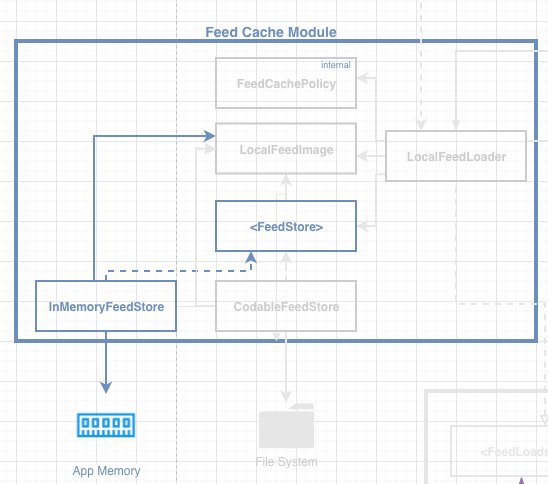 Feed Cache Module
internal
FeedCachePolicy
LocalFeedImage
LocalFeedLoader
<FeedStore>
InMemoryFeedStore
CodableFeedStore
App Memory
File System
<FeedLoade